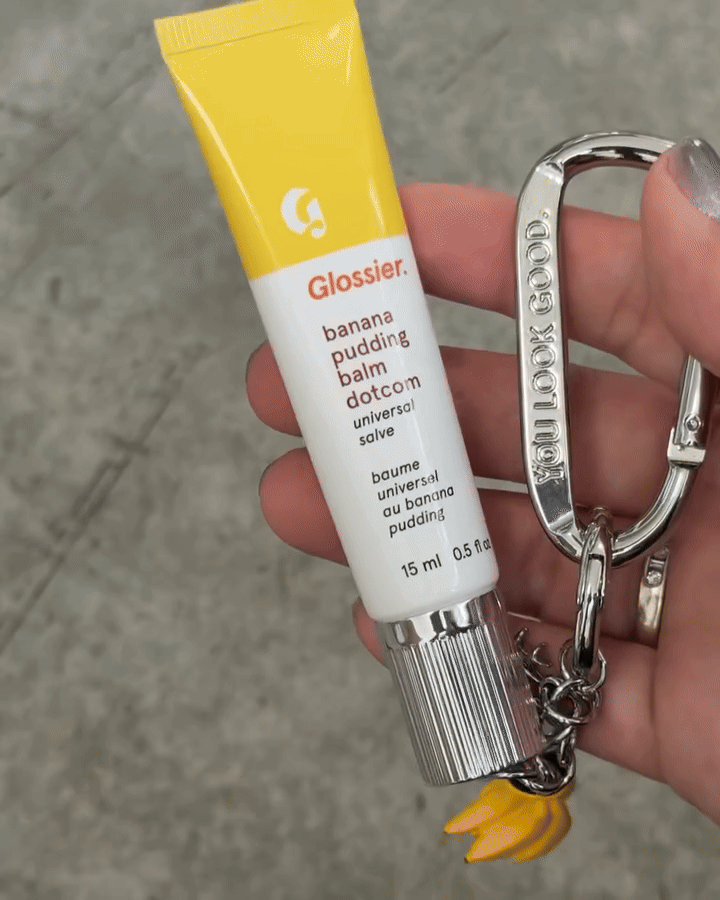 G
Glossier.
banana
pudding
balm
dotcom
universal
salve
baume
universel
au banana
pudding
15 ml 0.5 fl oz
YOU LOOK GOOD.